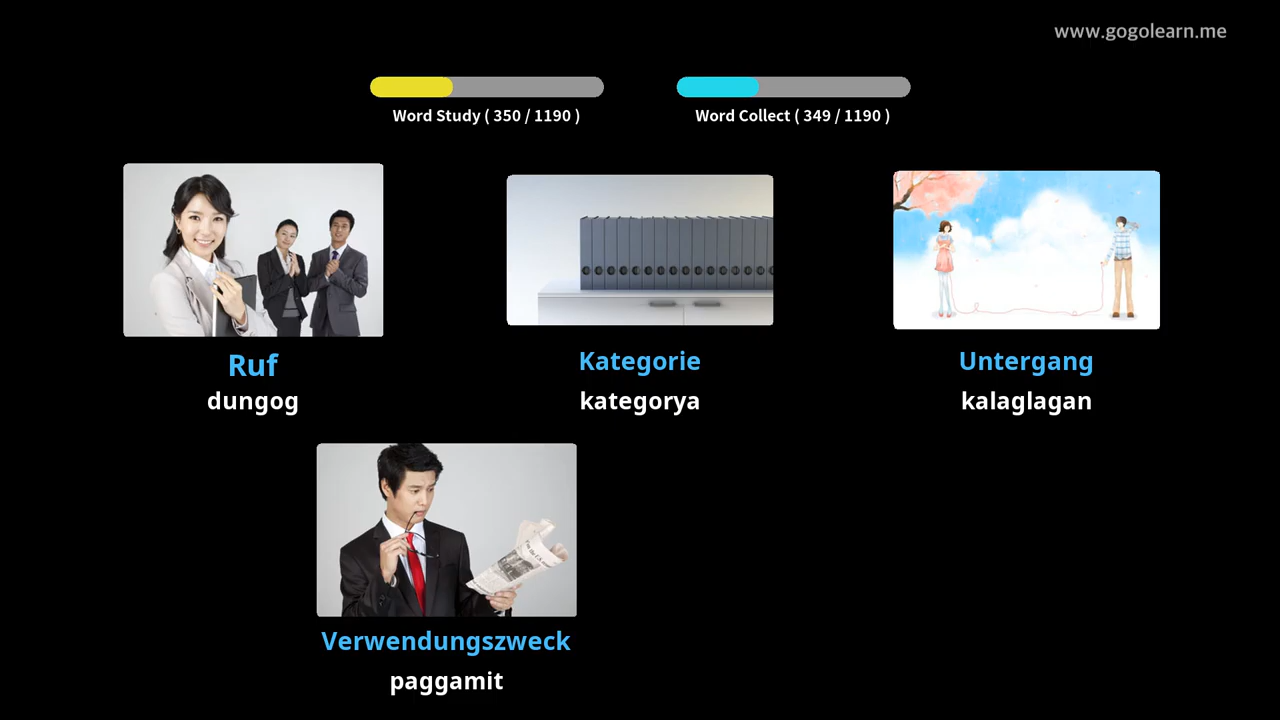 www.gogolearn.me
Word Study ( 350 / 1190 )
Word Collect ( 349 / 1190 )
Ruf
dungog
Kategorie
kategorya
Untergang
kalaglagan
Verwendungszweck
paggamit